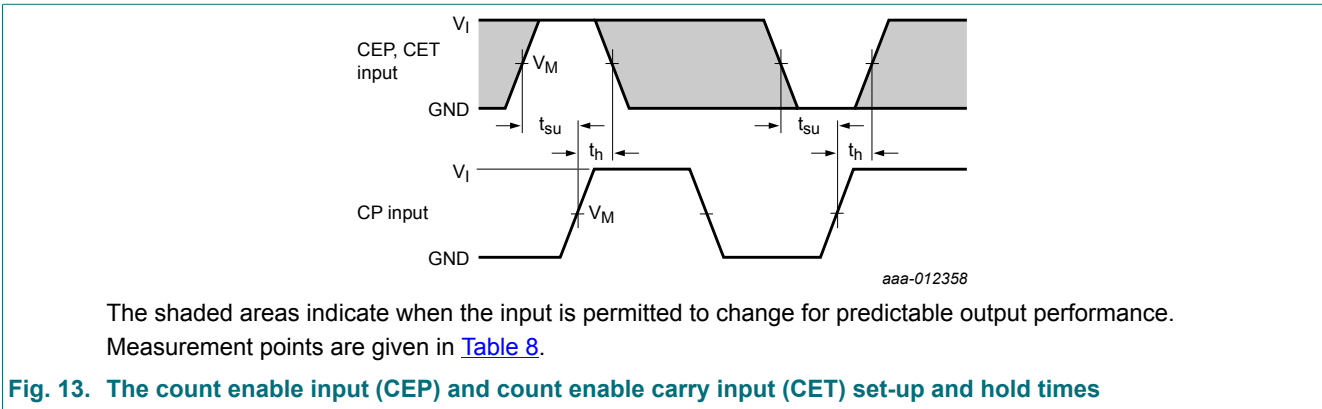 VI
CEP, CET
input
VM
GND
tsu
tsu
th
th
VI
CP input
VM
GND
aaa-012358
The shaded areas indicate when the input is permitted to change for predictable output performance.
Measurement points are given in Table 8.
Fig. 13. The count enable input (CEP) and count enable carry input (CET) set-up and hold times